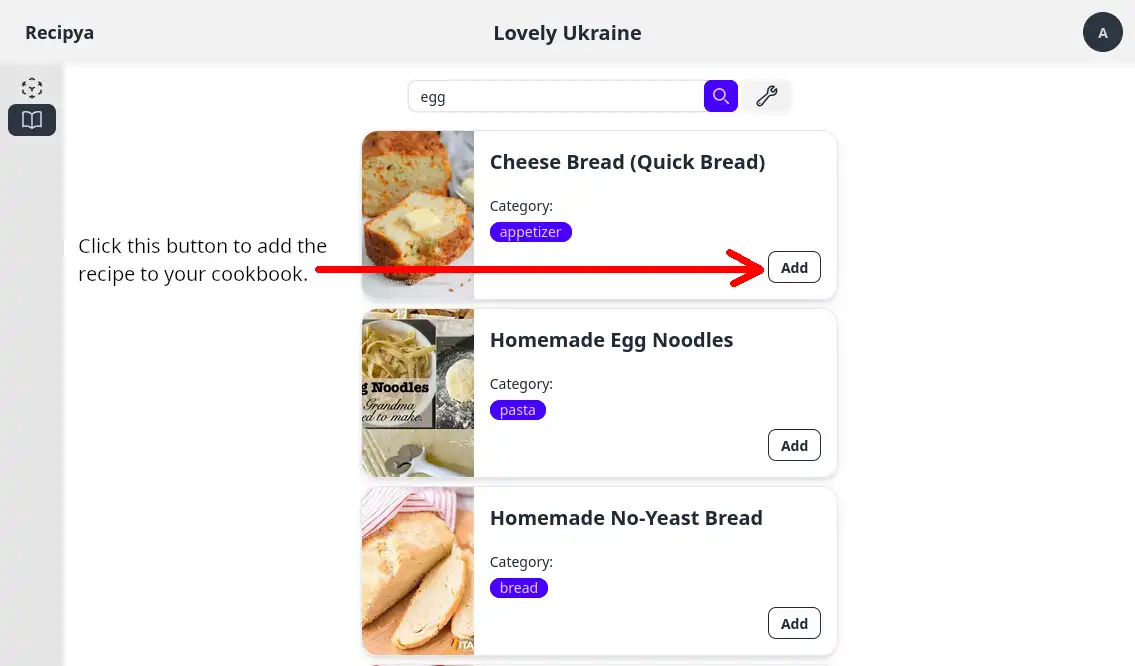 Recipya
Lovely Ukraine
A
egg
Cheese Bread (Quick Bread)
Category:
appetizer
Click this button to add the
recipe to your cookbook.
Add
Homemade Egg Noodles
g Noodles
Grandma
ed to make.
Category:
pasta
Add
Homemade No-Yeast Bread
Category:
bread
Add